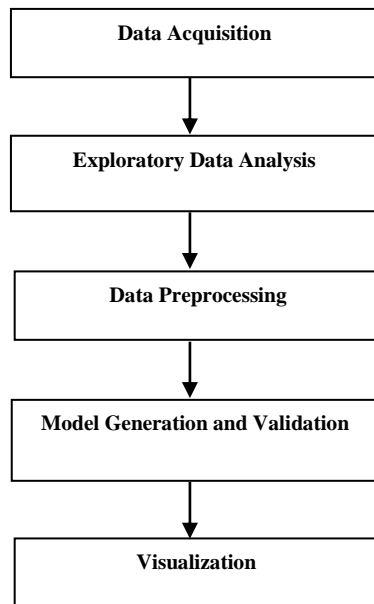 Data Acquisition
Exploratory Data Analysis
Data Preprocessing
Model Generation and Validation
Visualization